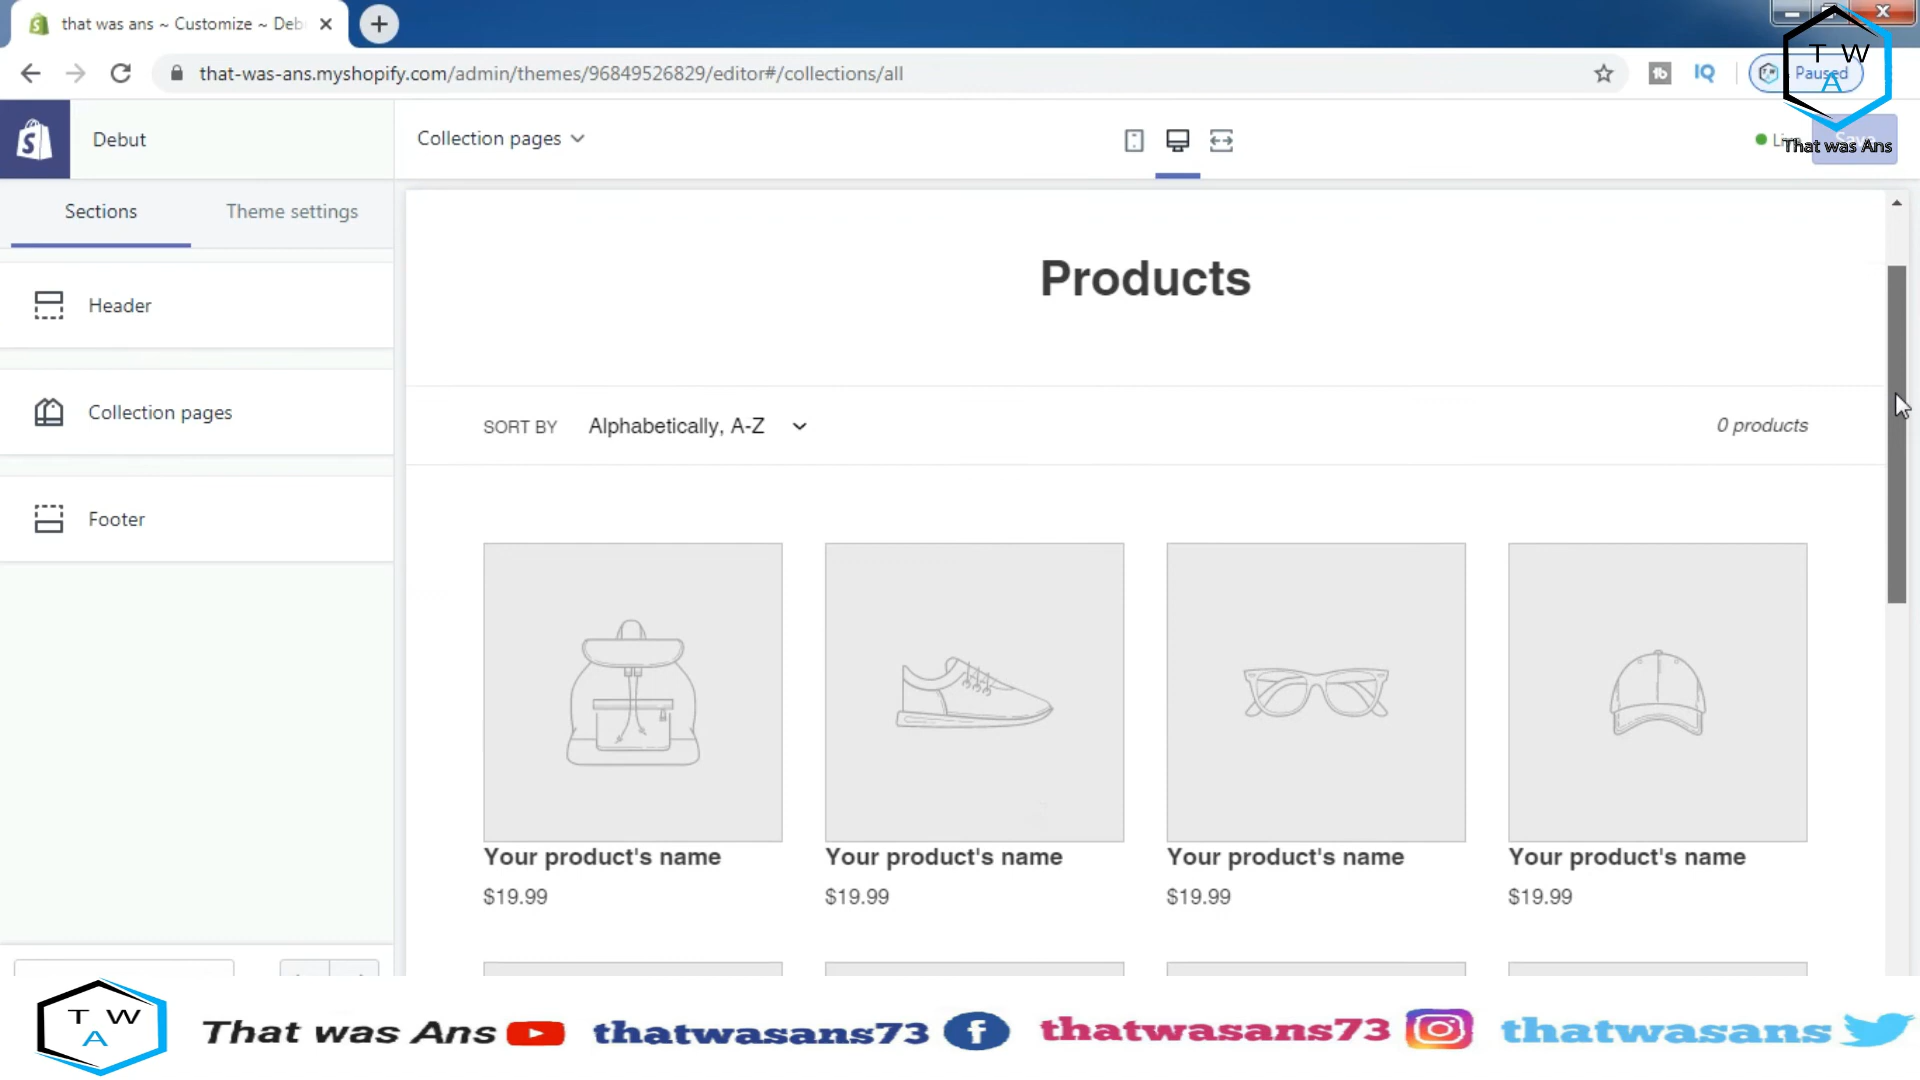 that was ans ~ Customize ~ Deb
that-was-ans.myshopify.com/admin/themes/96849526829/editor#/collections/all
tb
IQ
Paused
T W
A
That was Ans
Debut
Collection pages
Sections
Theme settings
Header
Collection pages
Footer
Products
SORT BY Alphabetically, A-Z
0 products
Your product's name
$19.99
Your product's name
$19.99
Your product's name
$19.99
Your product's name
$19.99
T W
A
That was Ans
thatwasans73
thatwasans73
thatwasans